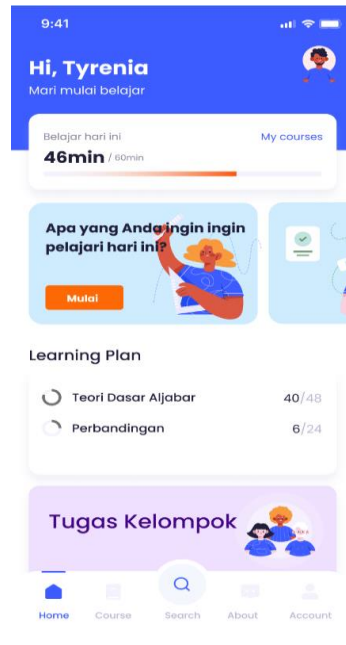 9:41
Hi, Tyrenia
Mari mulai belajar
Belajar hari ini
My courses
46min / 60min
Apa yang Anda ingin ingin
pelajari hari ini?
Mulai
Learning Plan
Teori Dasar Aljabar 40/48
Perbandingan 6/24
Tugas Kelompok
Home Course Search About Account